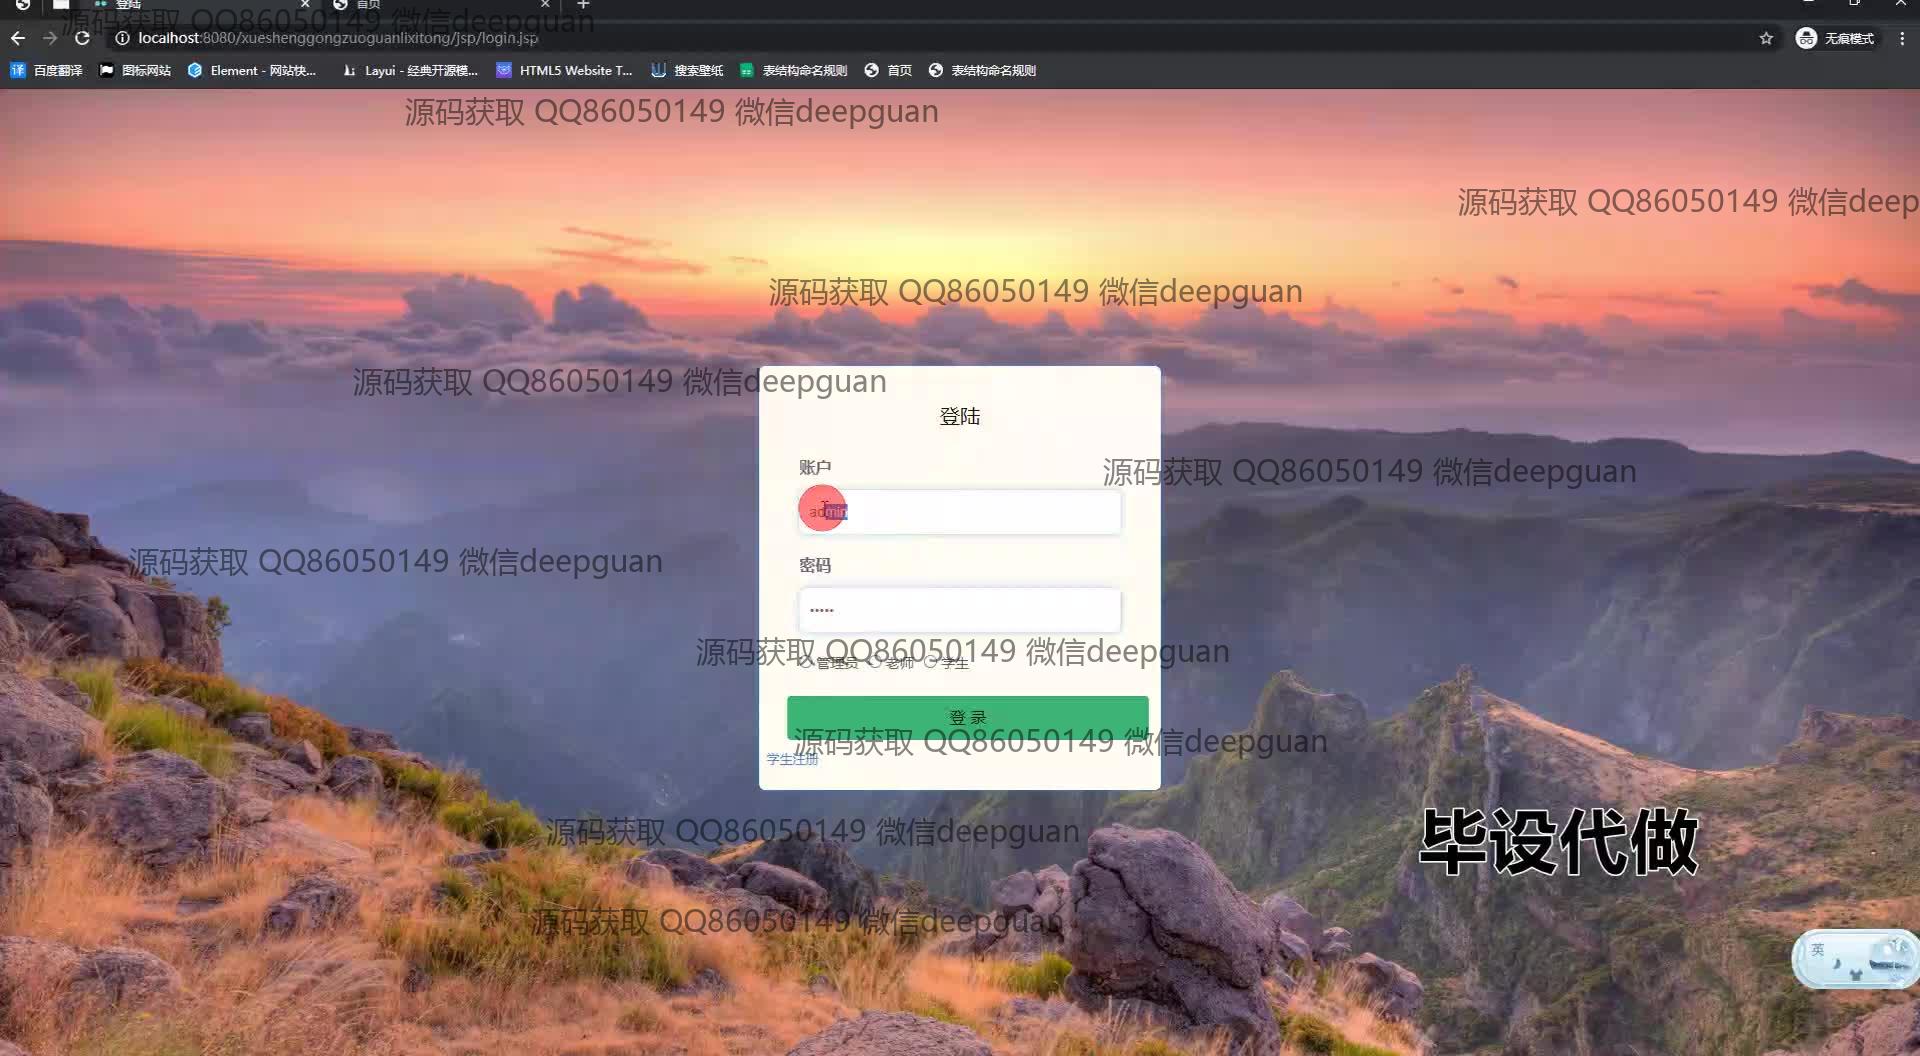 登陆
首页
源码获取 QQ86050149 微信deepguan
localhost:8080/xueshenggongzuoguanlixitong/jsp/login.jsp
无痕模式
百度翻译
图标网站
Element - 网站快...
Layui - 经典开源模...
HTML5 Website T...
搜索壁纸
表结构命名规则
首页
表结构命名规则
源码获取 QQ86050149 微信deepguan
源码获取 QQ86050149 微信deep
源码获取 QQ86050149 微信deepguan
源码获取 QQ86050149 微信deepguan
登陆
账户
源码获取 QQ86050149 微信deepguan
admin
源码获取 QQ86050149 微信deepguan
密码
•••••
源码获取 QQ86050149 微信deepguan
管理员 老师 学生
登 录
源码获取 QQ86050149 微信deepguan
学生注册
源码获取 QQ86050149 微信deepguan
毕设代做
源码获取 QQ86050149 微信deepguan
英